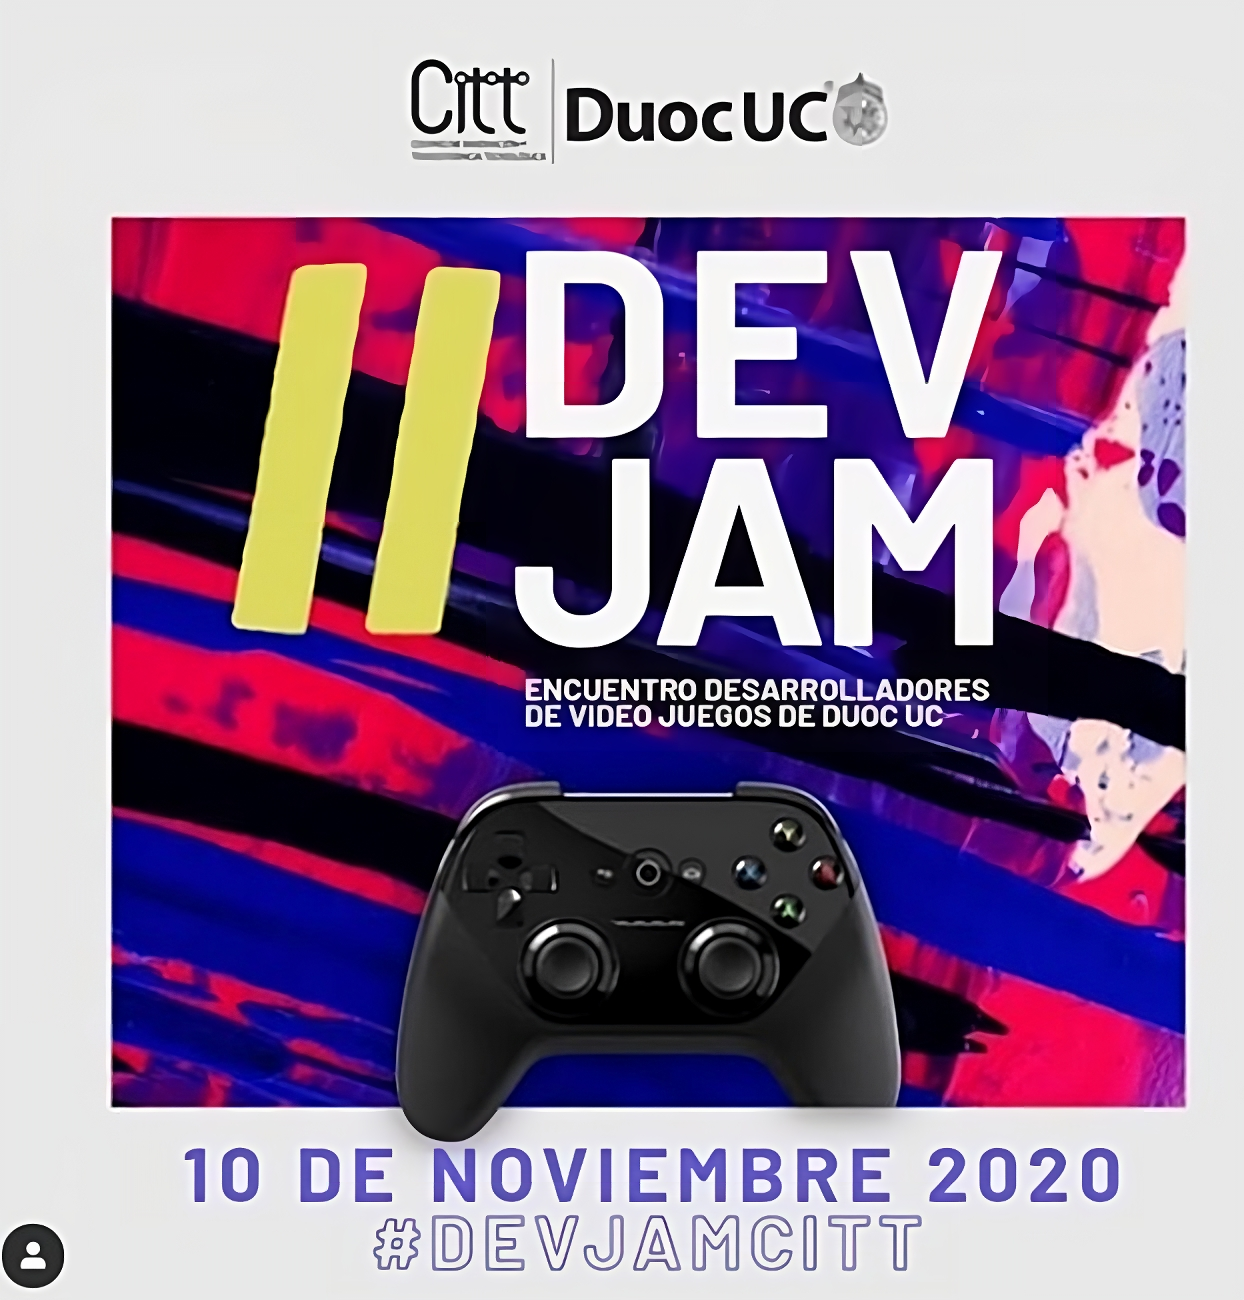 Citt
DuocUC
II
DEV
JAM
ENCUENTRO DESARROLLADORES
DE VIDEO JUEGOS DE DUOC UC
10 DE NOVIEMBRE 2020
#DEVJAMCITT